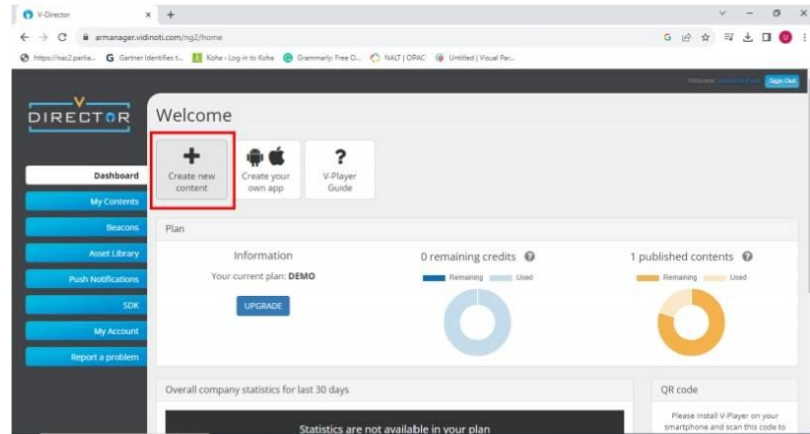 V-Director
armanager.vidinoti.com/ng2/home
https://nac2.parlia...
Gartner Identifies t...
Koha › Log in to Koha
Grammarly: Free O...
NALT | OPAC
Untitled | Visual Par...
Welcome
Sign Out
V
DIRECTOR
Welcome
Create new
content
Create your
own app
?
V-Player
Guide
Dashboard
My Contents
Beacons
Asset Library
Push Notifications
SDK
My Account
Report a problem
Plan
Information
Your current plan: DEMO
UPGRADE
0 remaining credits
Remaining Used
1 published contents
Remaining Used
Overall company statistics for last 30 days
Statistics are not available in your plan
QR code
Please install V-Player on your
smartphone and scan this code to